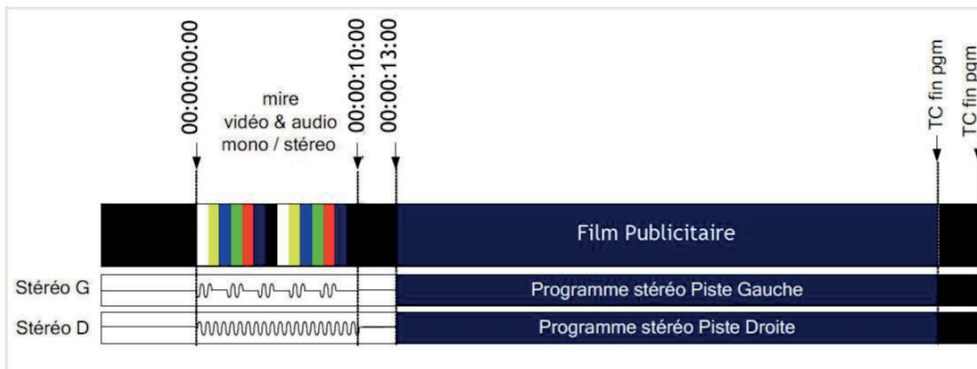 00:00:00:00
mire
vidéo & audio
mono / stéreo
00:00:10:00
00:00:13:00
TC fin pgm
TC fin pgm
Film Publicitaire
Stéréo G
Programme stéréo Piste Gauche
Stéréo D
Programme stéréo Piste Droite